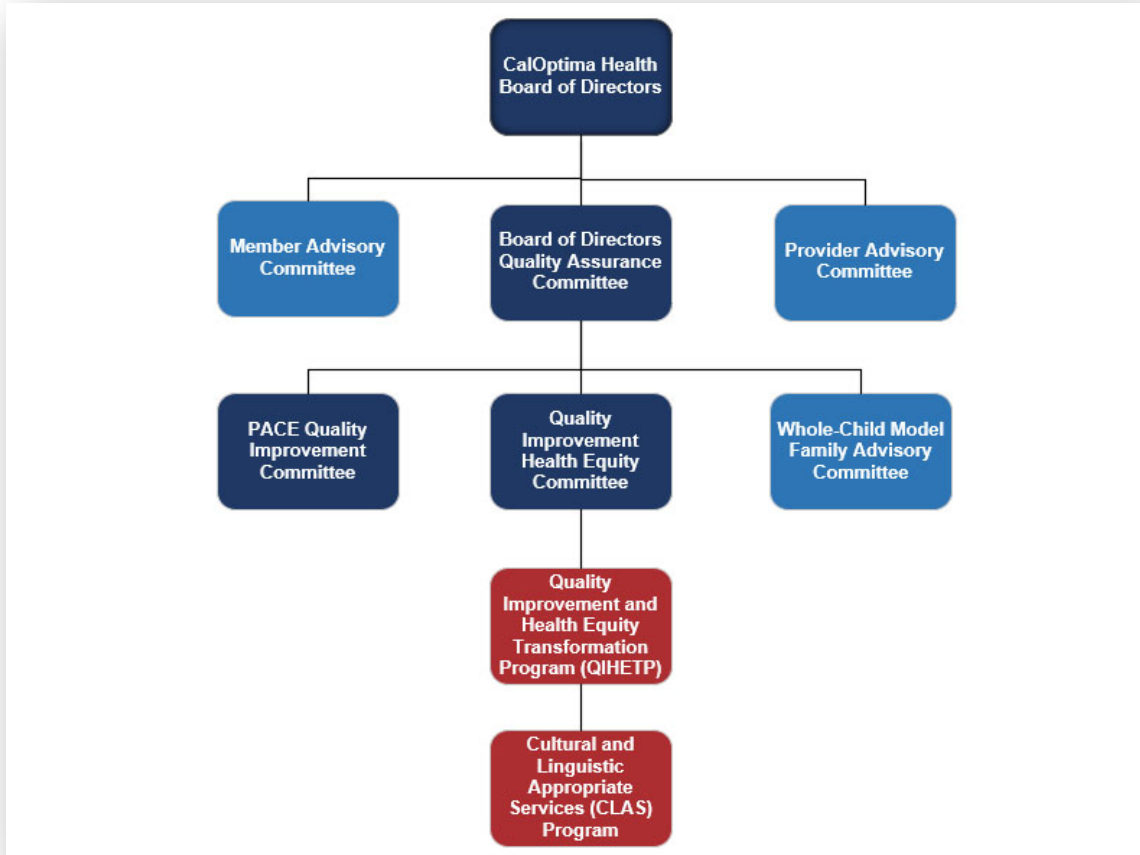 CalOptima Health
Board of Directors
Member Advisory
Committee
Board of Directors
Quality Assurance
Committee
Provider Advisory
Committee
PACE Quality
Improvement
Committee
Quality
Improvement
Health Equity
Committee
Whole-Child Model
Family Advisory
Committee
Quality
Improvement and
Health Equity
Transformation
Program (QIHETP)
Cultural and
Linguistic
Appropriate
Services (CLAS)
Program